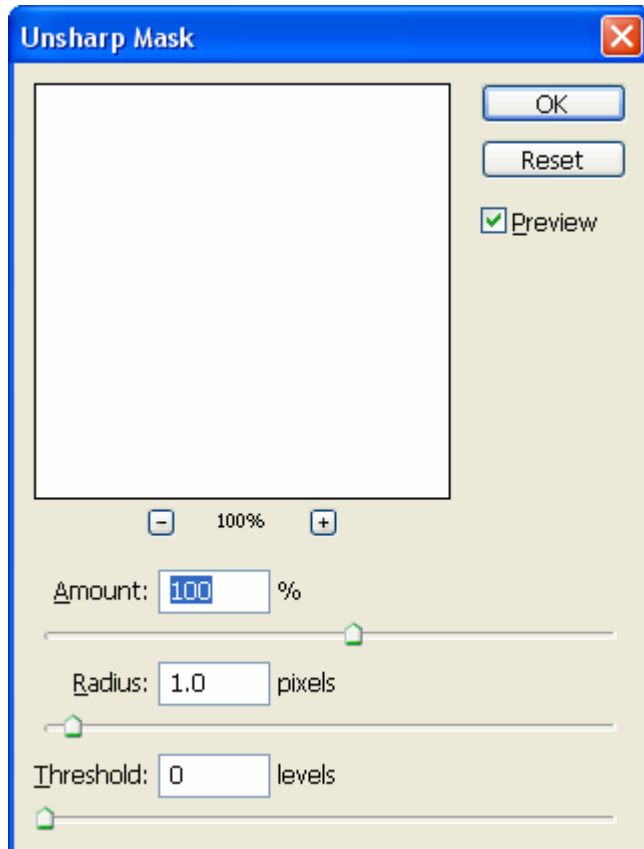 Unsharp Mask
OK
Reset
Preview
100%
Amount: 100 %
Radius: 1.0 pixels
Threshold: 0 levels